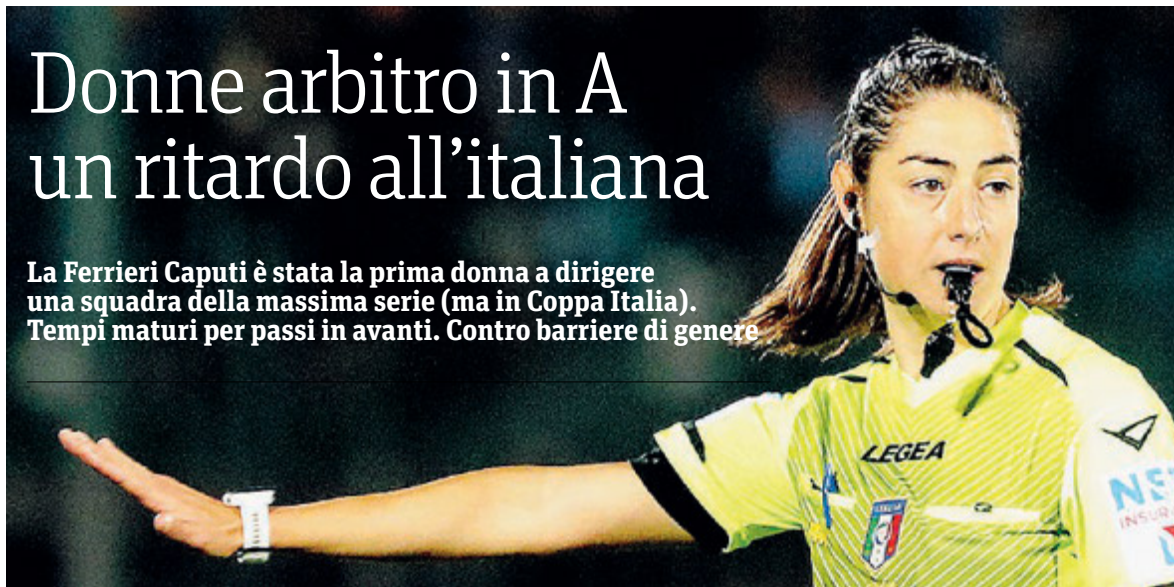 Donne arbitro in A
un ritardo all’italiana
La Ferrieri Caputi è stata la prima donna a dirigere
una squadra della massima serie (ma in Coppa Italia).
Tempi maturi per passi in avanti. Contro barriere di genere
LEGEA
INSUR